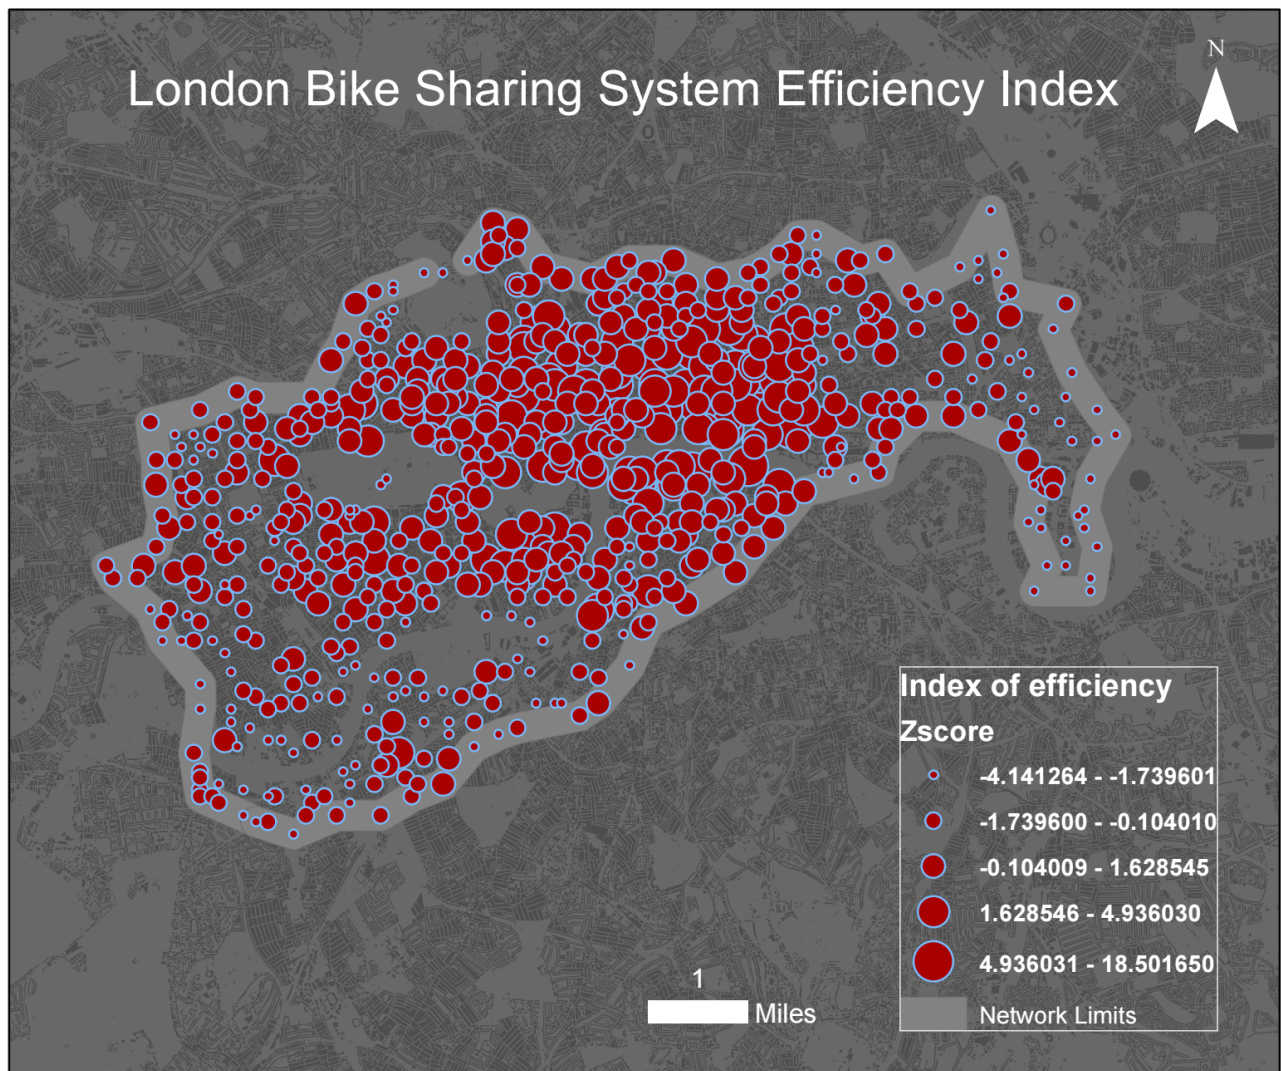 N
London Bike Sharing System Efficiency Index
Index of efficiency
Zscore
-4.141264 - -1.739601
-1.739600 - -0.104010
-0.104009 - 1.628545
1.628546 - 4.936030
4.936031 - 18.501650
Network Limits
1
Miles